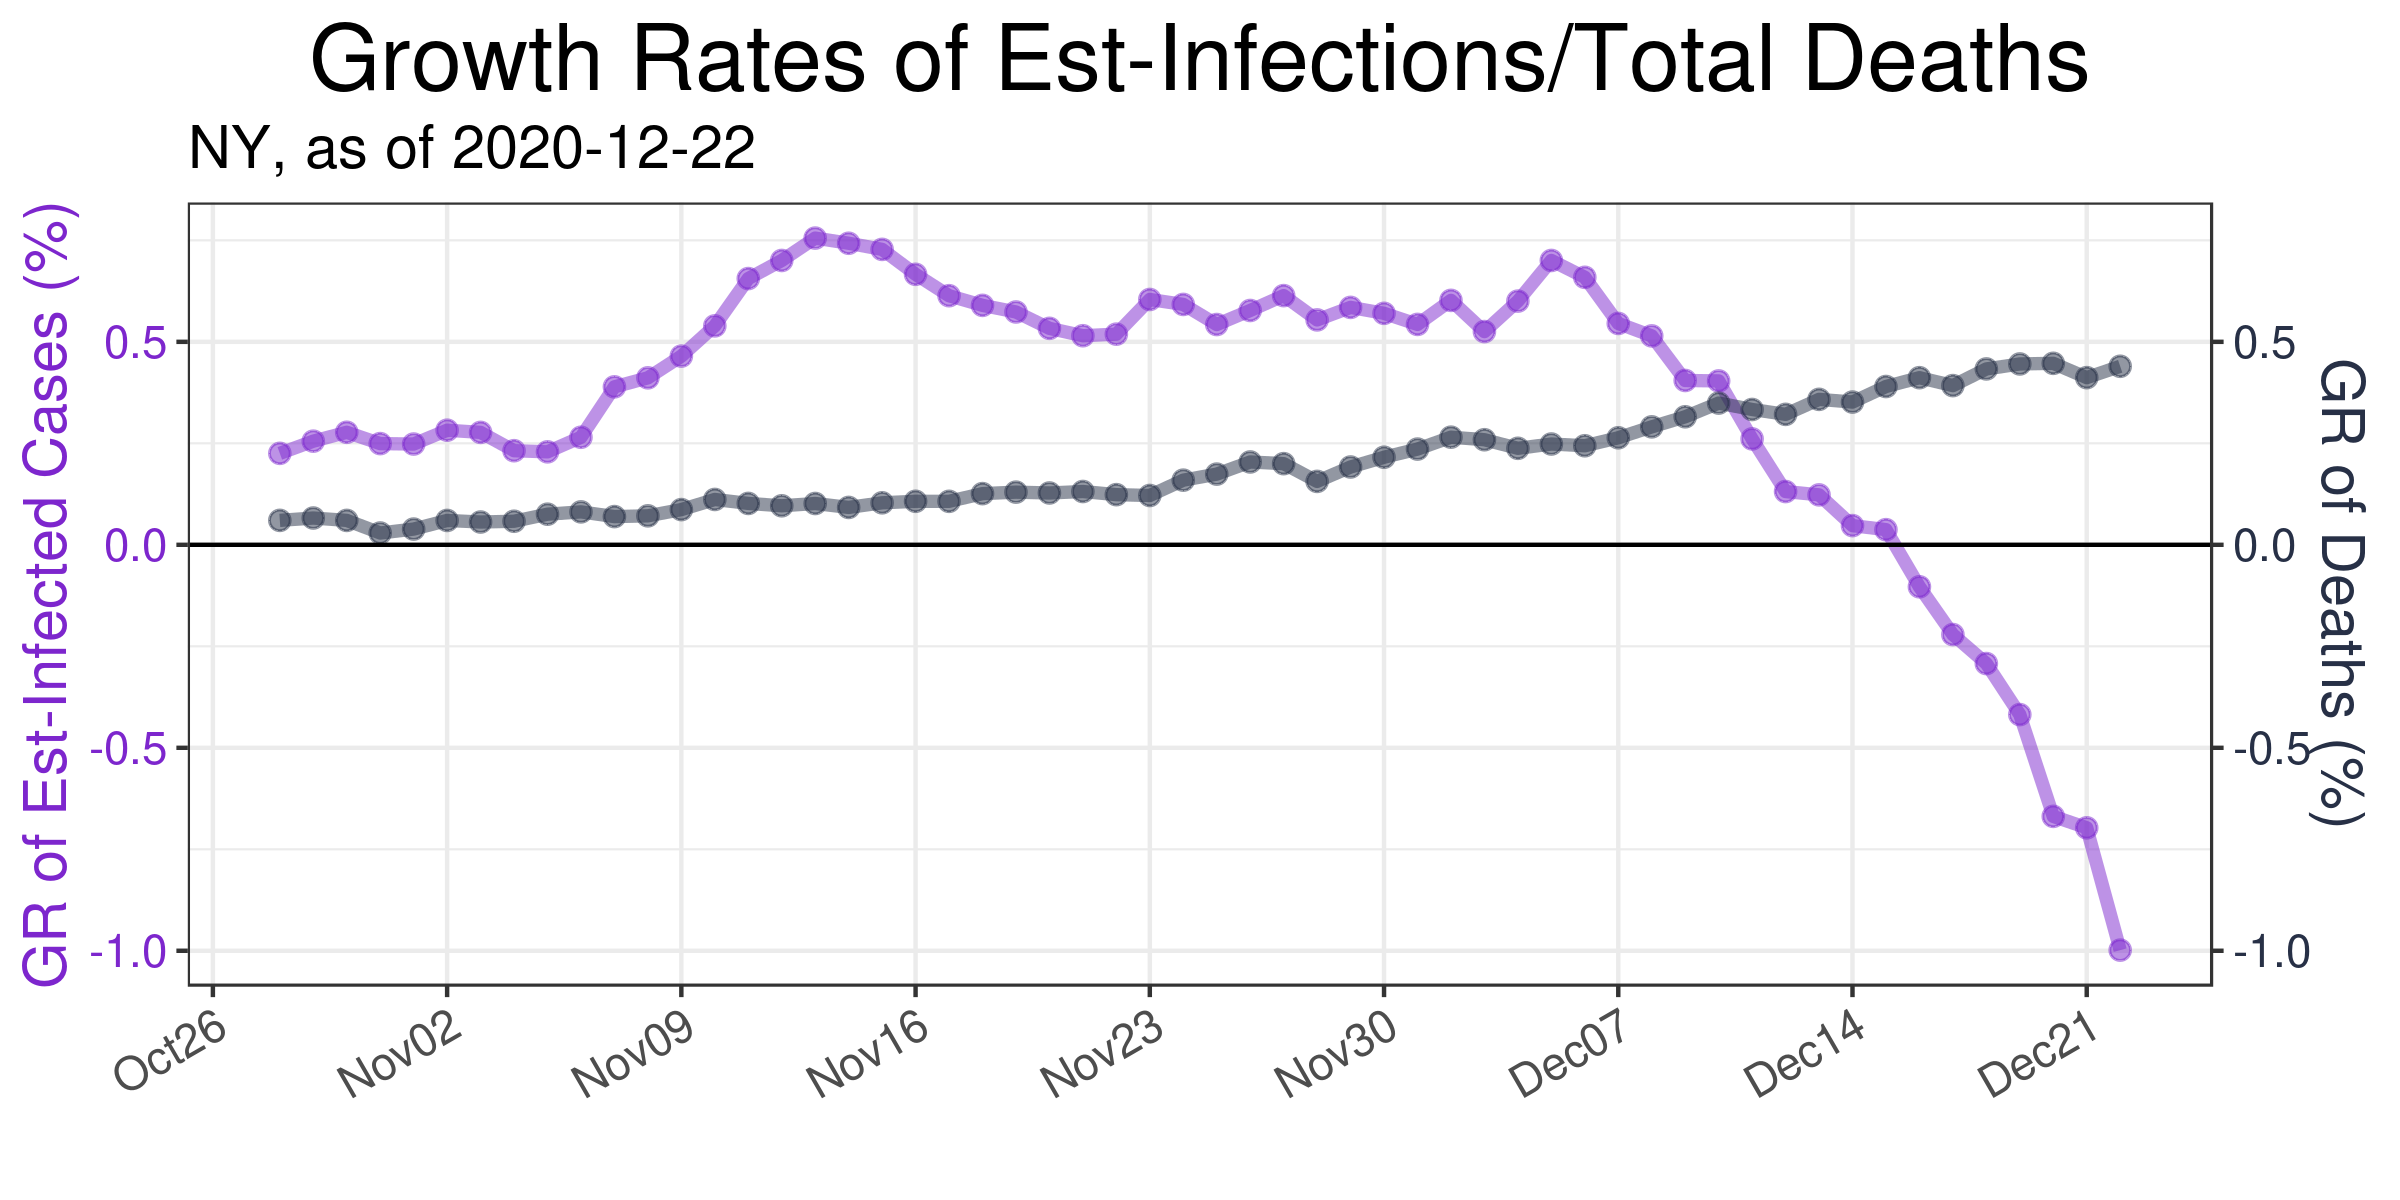 Growth Rates of Est-Infections/Total Deaths
NY, as of 2020-12-22
GR of Est-Infected Cases (%)
0.5
0.0
-0.5
-1.0
0.5
0.0
-0.5
-1.0
GR of Deaths (%)
Oct26
Nov02
Nov09
Nov16
Nov23
Nov30
Dec07
Dec14
Dec21